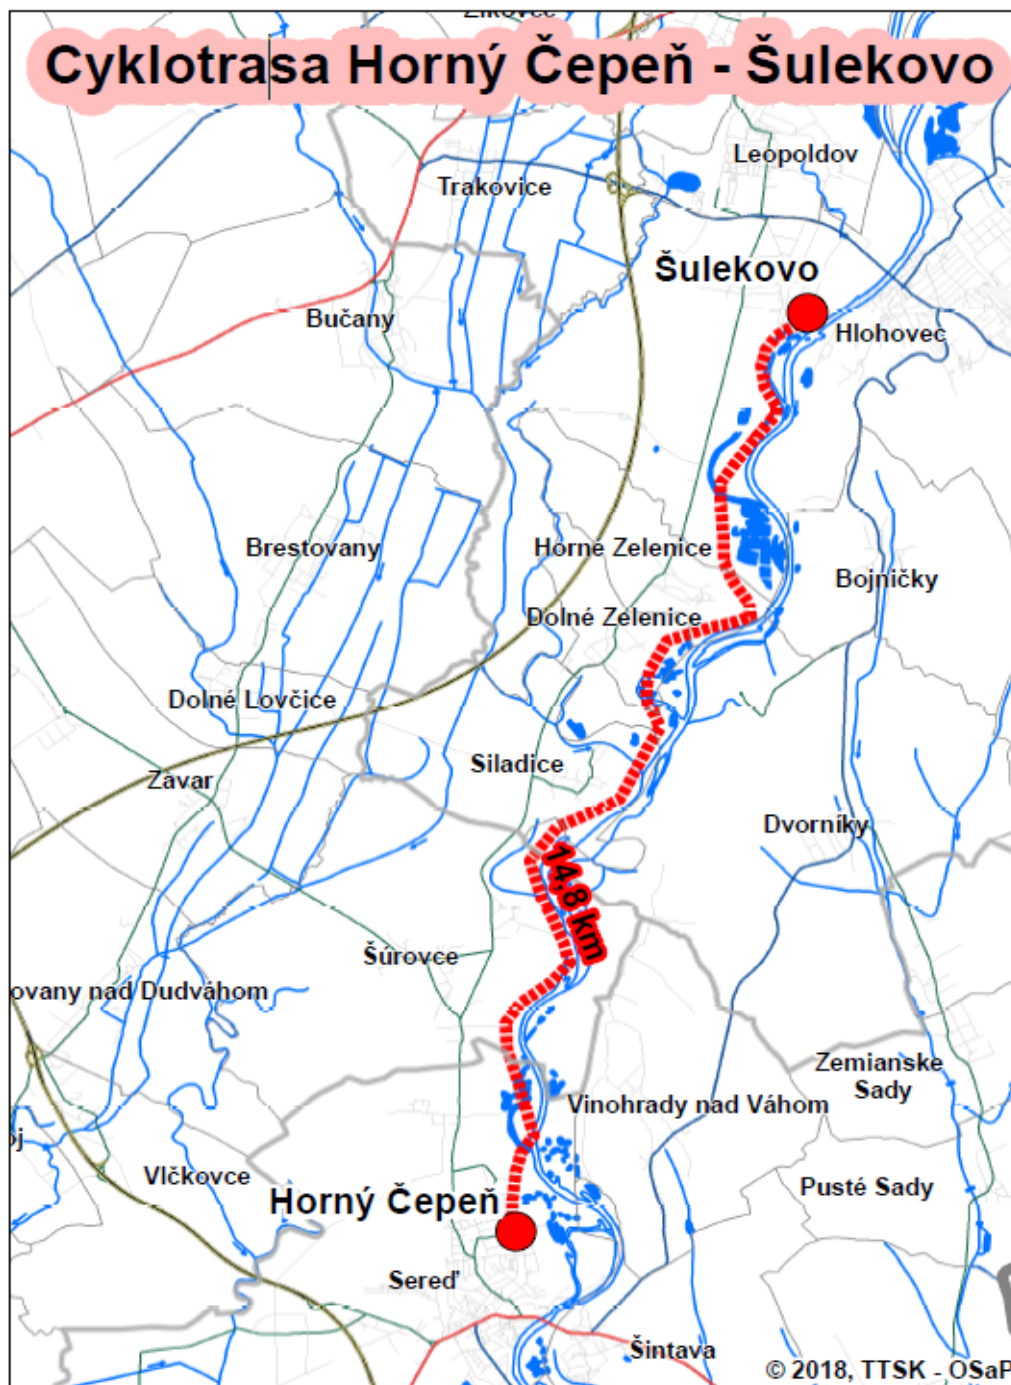 Cyklotrasa Horný Čepeň - Šulekovo
Leopoldov
Trakovice
Šulekovo
Bučany
Hlohovec
Brestovany
Horné Zelenice
Bojničky
Dolné Zelenice
Dolné Lovčice
Siladice
Zavar
Dvorníky
14,8 km
Šúrovce
ovany nad Dudváhom
Zemianske
Sady
Vinohrady nad Váhom
Vlčkovce
Pusté Sady
Horný Čepeň
Sereď
Šintava
© 2018, TTSK - OSaP